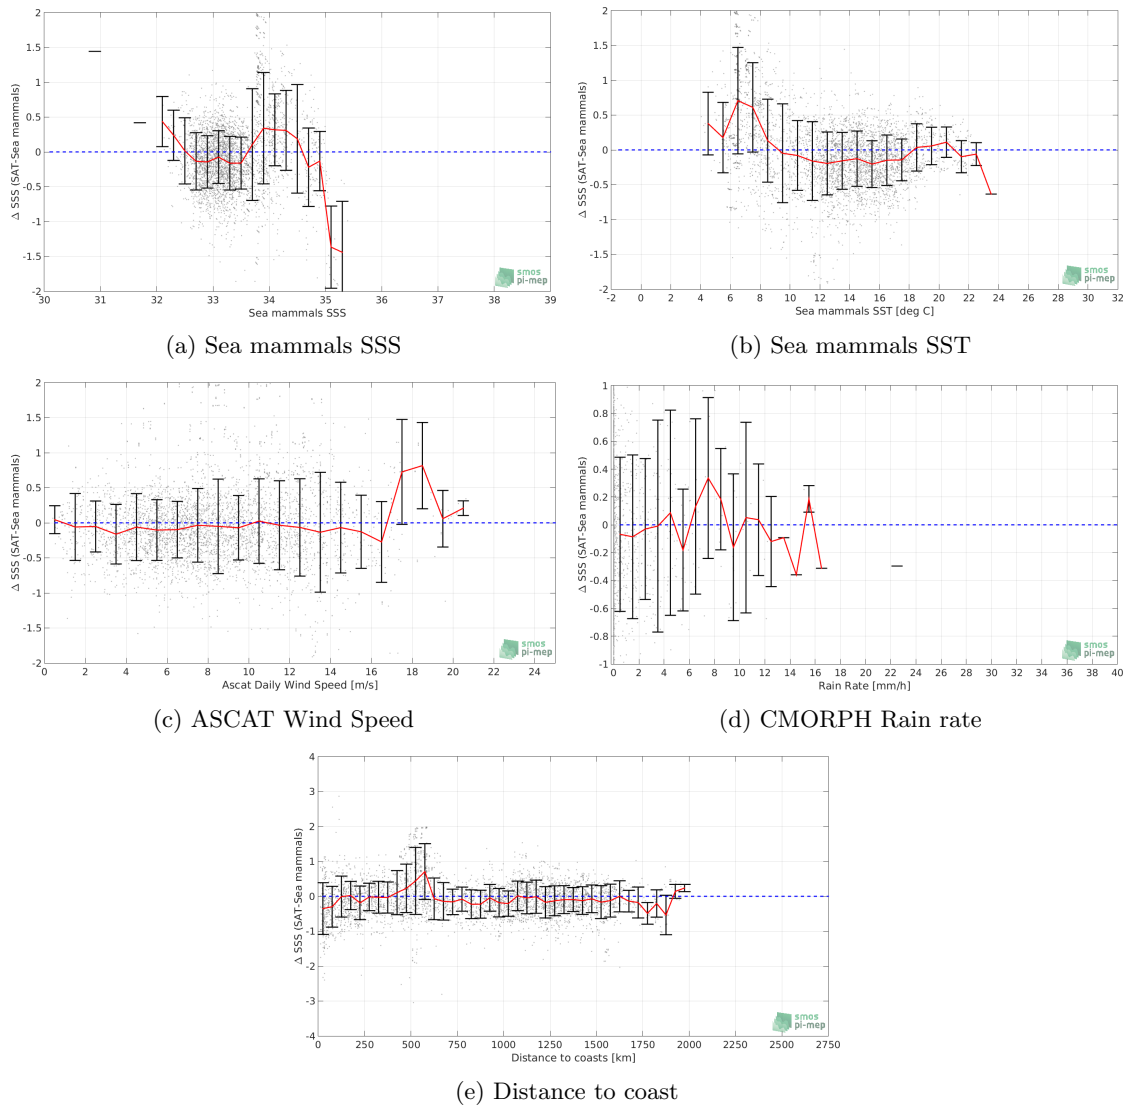 2
1.5
1
0.5
0
-0.5
-1
-1.5
-2
Δ SSS (SAT-Sea mammals)
30 31 32 33 34 35 36 37 38 39
Sea mammals SSS
smos
pi-mep
(a) Sea mammals SSS
2
1.5
1
0.5
0
-0.5
-1
-1.5
-2
Δ SSS (SAT-Sea mammals)
-2 0 2 4 6 8 10 12 14 16 18 20 22 24 26 28 30 32
Sea mammals SST [deg C]
smos
pi-mep
(b) Sea mammals SST
2
1.5
1
0.5
0
-0.5
-1
-1.5
-2
Δ SSS (SAT-Sea mammals)
0 2 4 6 8 10 12 14 16 18 20 22 24
Ascat Daily Wind Speed [m/s]
smos
pi-mep
(c) ASCAT Wind Speed
1
0.8
0.6
0.4
0.2
0
-0.2
-0.4
-0.6
-0.8
-1
Δ SSS (SAT-Sea mammals)
0 2 4 6 8 10 12 14 16 18 20 22 24 26 28 30 32 34 36 38 40
Rain Rate [mm/h]
smos
pi-mep
(d) CMORPH Rain rate
4
3
2
1
0
-1
-2
-3
-4
Δ SSS (SAT-Sea mammals)
0 250 500 750 1000 1250 1500 1750 2000 2250 2500 2750
Distance to coasts [km]
smos
pi-mep
(e) Distance to coast